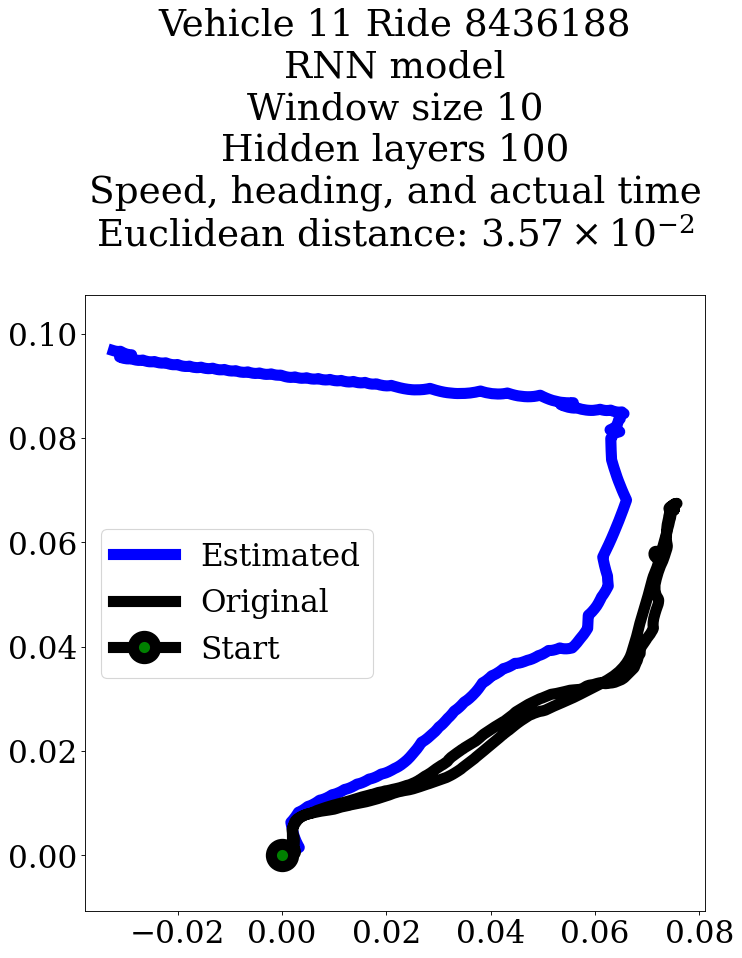 Vehicle 11 Ride 8436188
RNN model
Window size 10
Hidden layers 100
Speed, heading, and actual time
Euclidean distance: 3.57 × 10⁻²
0.10
0.08
0.06
0.04
0.02
0.00
Estimated
Original
Start
−0.02 0.00 0.02 0.04 0.06 0.08